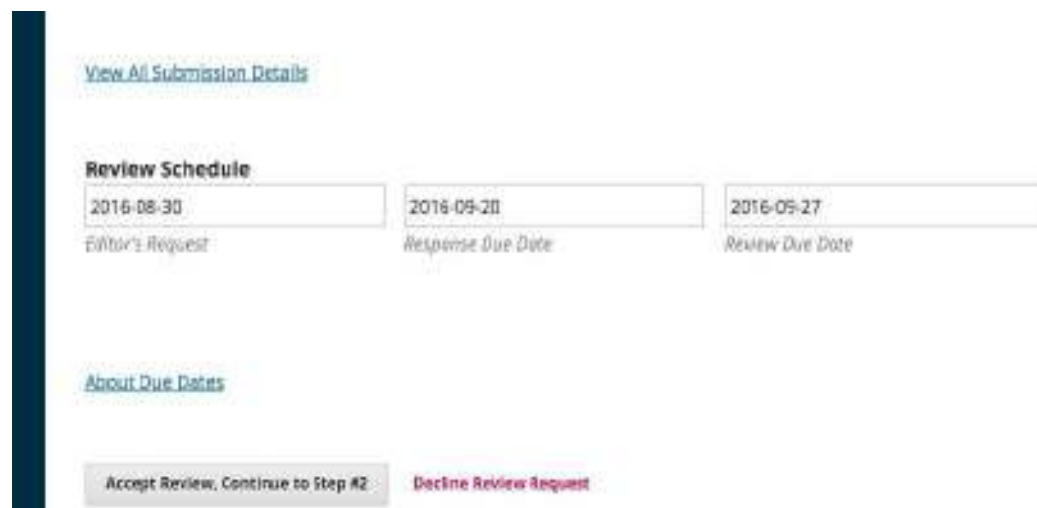 View All Submission Details
Review Schedule
2016-08-30 2016-09-20 2016-09-27
Editor's Request Response Due Date Review Due Date
About Due Dates
Accept Review, Continue to Step #2 Decline Review Request